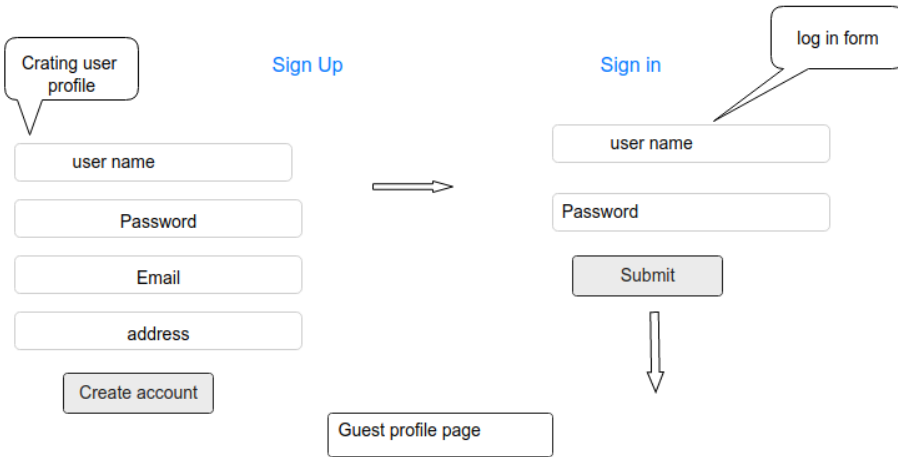 Crating user
profile
Sign Up
user name
Password
Email
address
Create account
Sign in
log in form
user name
Password
Submit
Guest profile page